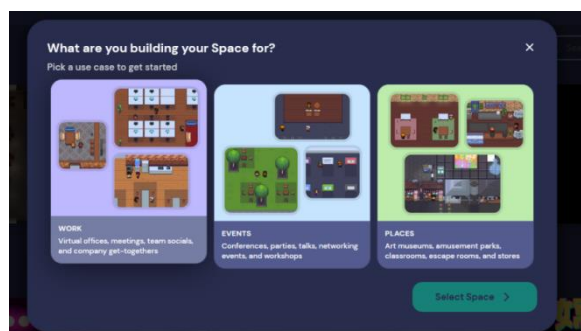 What are you building your Space for?
Pick a use case to get started
WORK
Virtual offices, meetings, team socials,
and company get-togethers
EVENTS
Conferences, parties, talks, networking
events, and workshops
PLACES
Art museums, amusement parks,
classrooms, escape rooms, and stores
Select Space